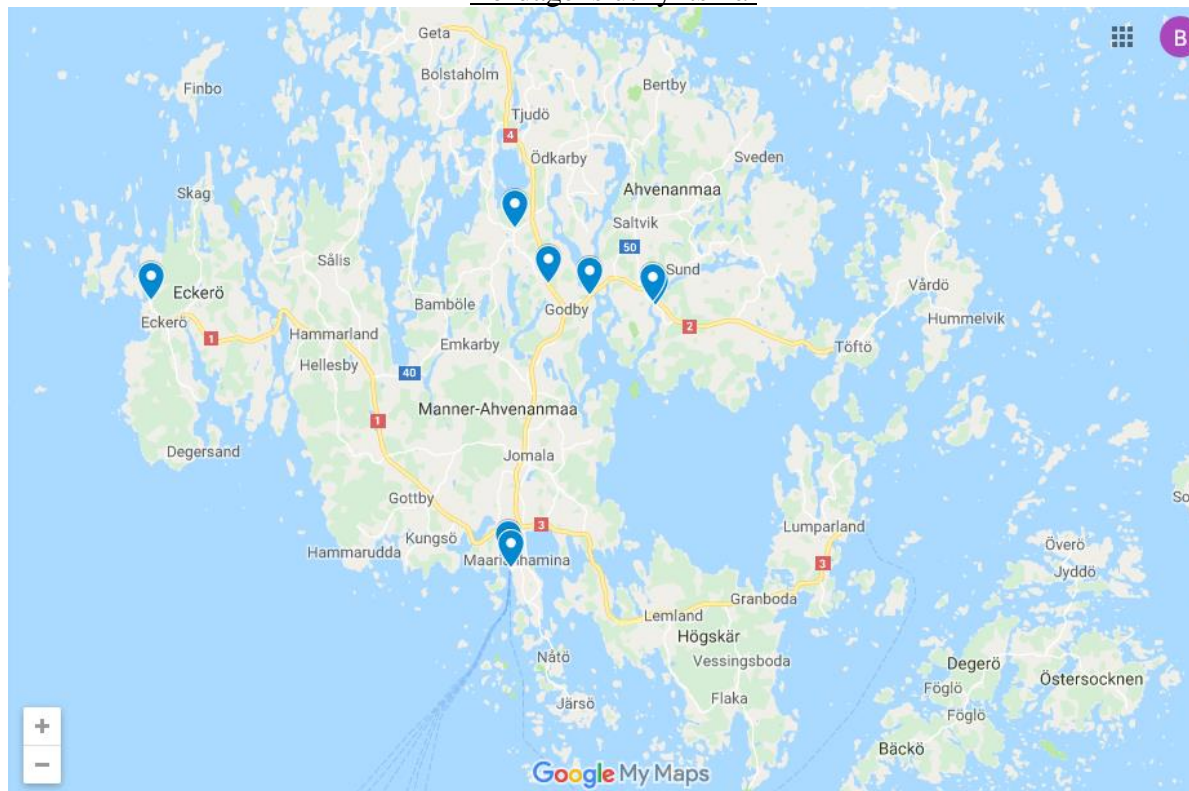 Geta
B
Bolstaholm
Finbo
Bertby
Tjudö
4
Ödkarby
Sveden
Skag
Ahvenanmaa
Saltvik
50
Sålis
Sund
Eckerö
Vårdö
Bamböle
Godby
Eckerö
Hummelvik
2
1
Hammarland
Emkarby
Töftö
Hellesby
40
Manner-Ahvenanmaa
1
Degersand
Jomala
Gottby
So
3
Lumparland
Kungsö
Hammarudda
Överö
3
Jyddö
Granboda
Lemland
Högskär
Nåtö
Vessingsboda
Degerö
Östersocknen
Föglö
Flaka
Järsö
Föglö
+
Bäckö
−
Google My Maps